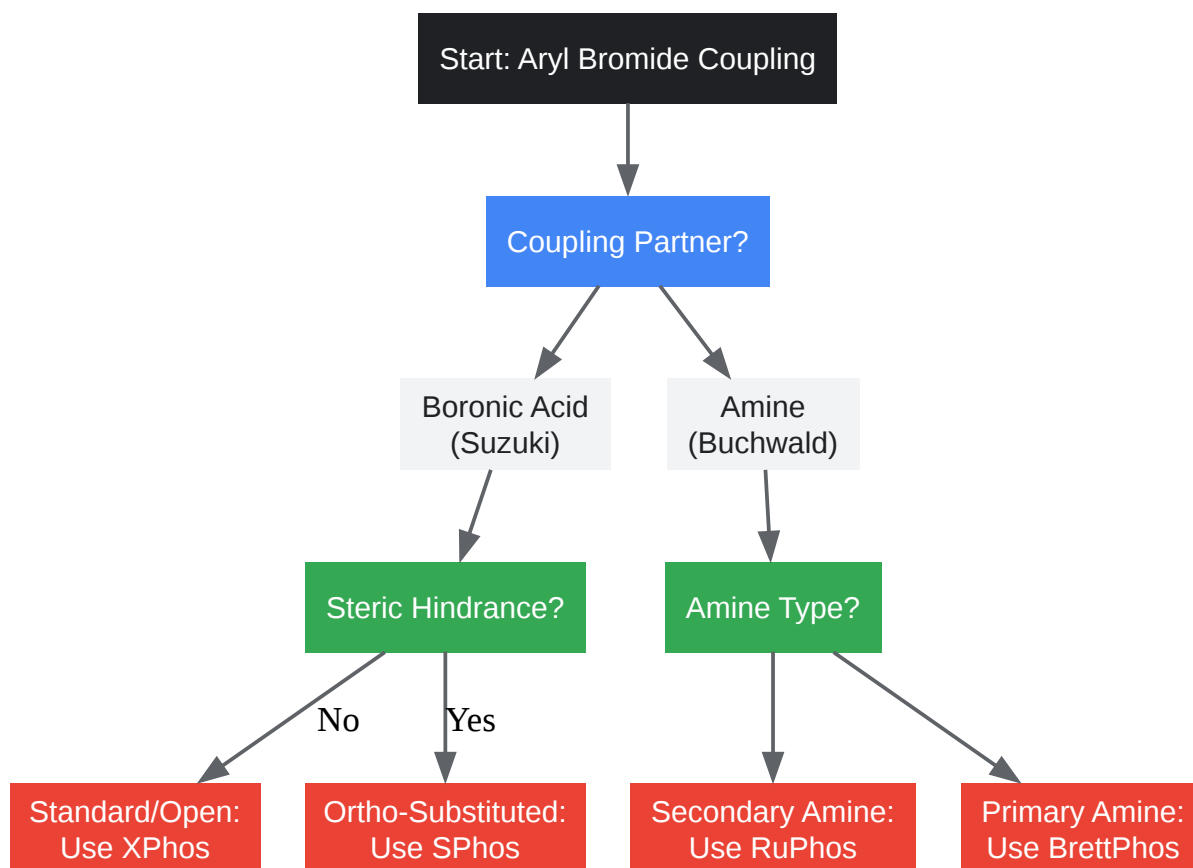 Start: Aryl Bromide Coupling
Coupling Partner?
Boronic Acid
(Suzuki)
Amine
(Buchwald)
Steric Hindrance?
Amine Type?
No
Yes
Standard/Open:
Use XPhos
Ortho-Substituted:
Use SPhos
Secondary Amine:
Use RuPhos
Primary Amine:
Use BrettPhos